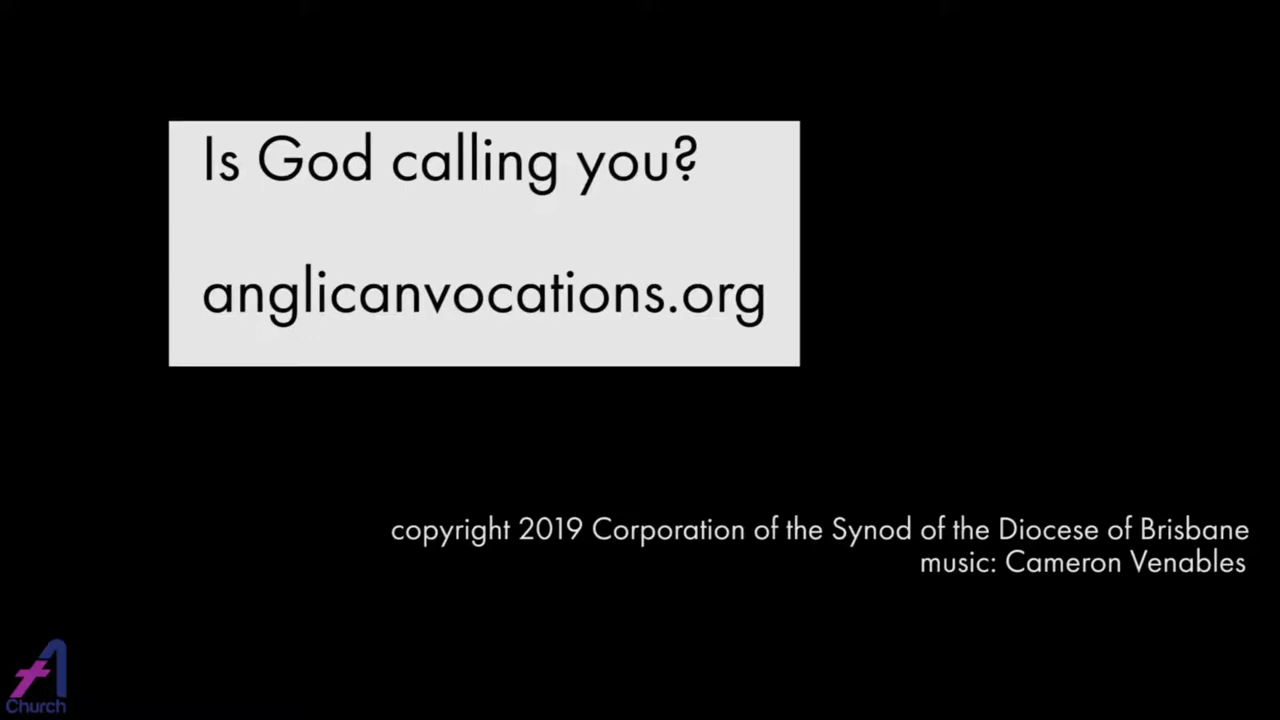 Is God calling you?
anglicanvocations.org
copyright 2019 Corporation of the Synod of the Diocese of Brisbane
music: Cameron Venables
Church